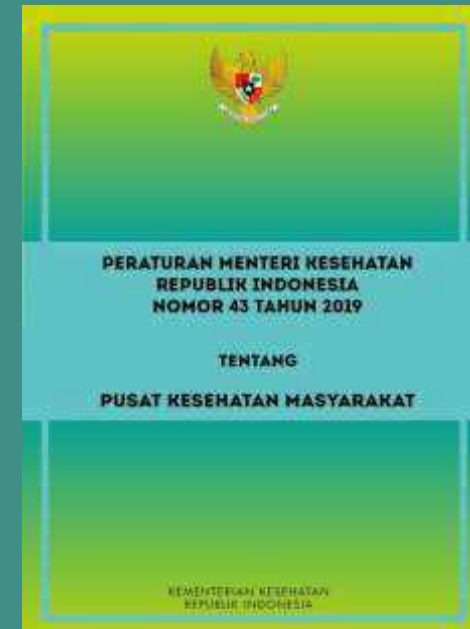 PERATURAN MENTERI KESEHATAN
REPUBLIK INDONESIA
NOMOR 43 TAHUN 2019
TENTANG
PUSAT KESEHATAN MASYARAKAT
KEMENTERIAN KESEHATAN
REPUBLIK INDONESIA